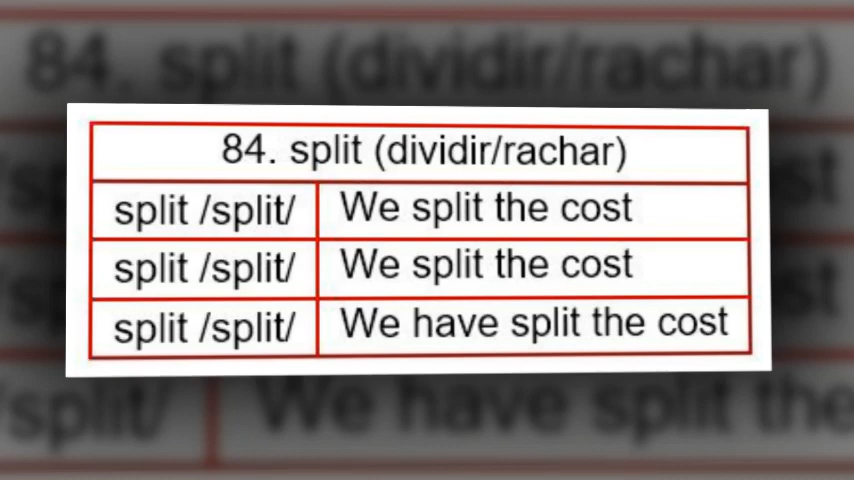 84. split (dividir/rachar)
split /split/ We split the cost
split /split/ We split the cost
split /split/ We have split the cost